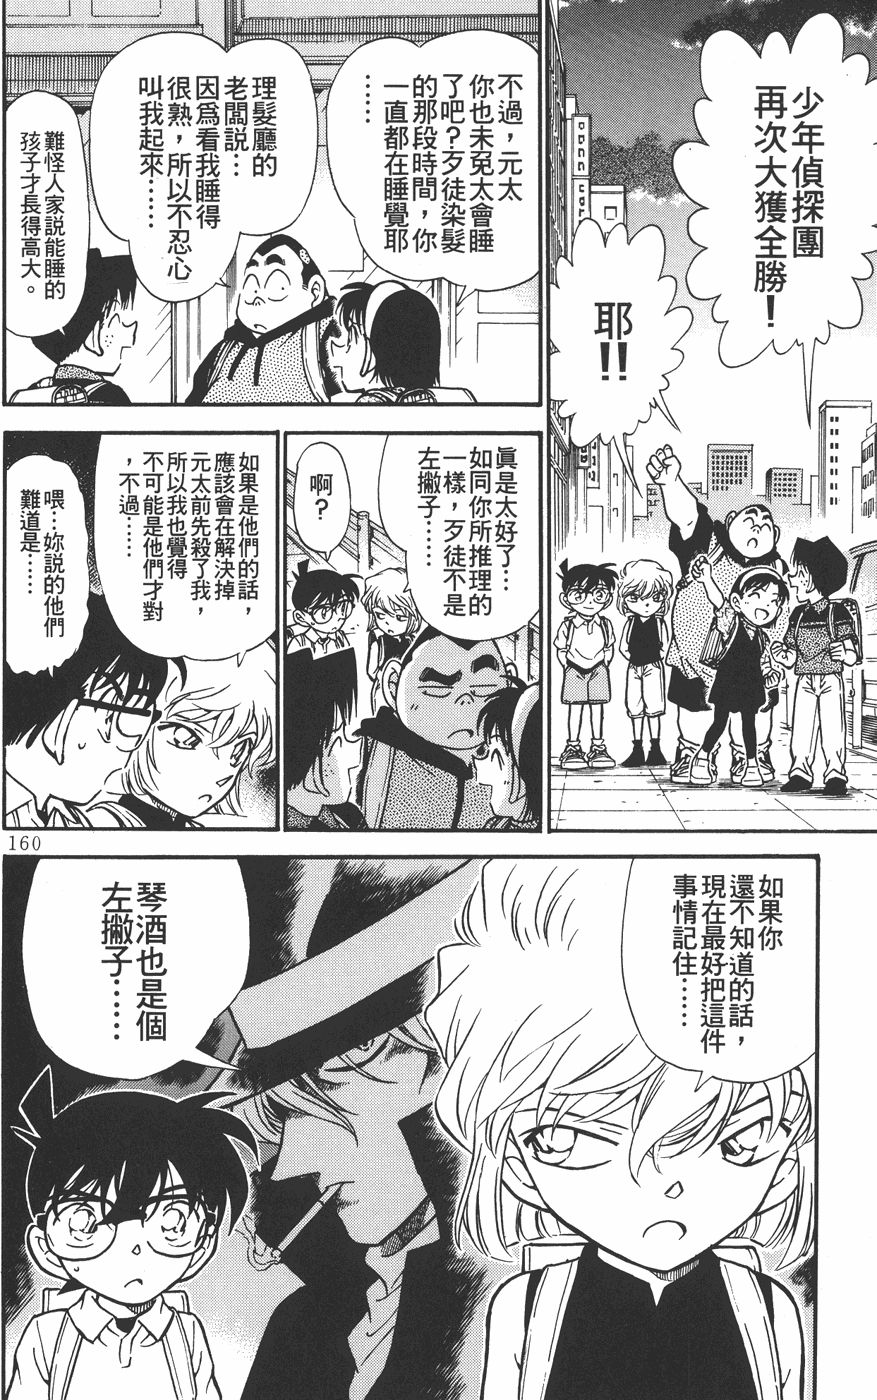 少年偵探團
再次大獲全勝！
耶!!
不過，元太
你也未免太會睡
了吧？歹徒染髮
的那段時間，你
一直都在睡覺耶
……
理髮廳的
老闆説…
因爲看我睡得
很熟，所以不忍心
叫我起來……
難怪人家説能睡的
孩子才長得高大。
眞是太好了…
如同你所推理的
一樣，歹徒不是
左撇子……
啊？
如果是他們的話，
應該會在解決掉
元太前先殺了我，
所以我也覺得
不可能是他們才對
，不過……
喂…妳説的他們
難道是……
160
如果你
還不知道的話，
現在最好把這件
事情記住……
琴酒也是個
左撇子……